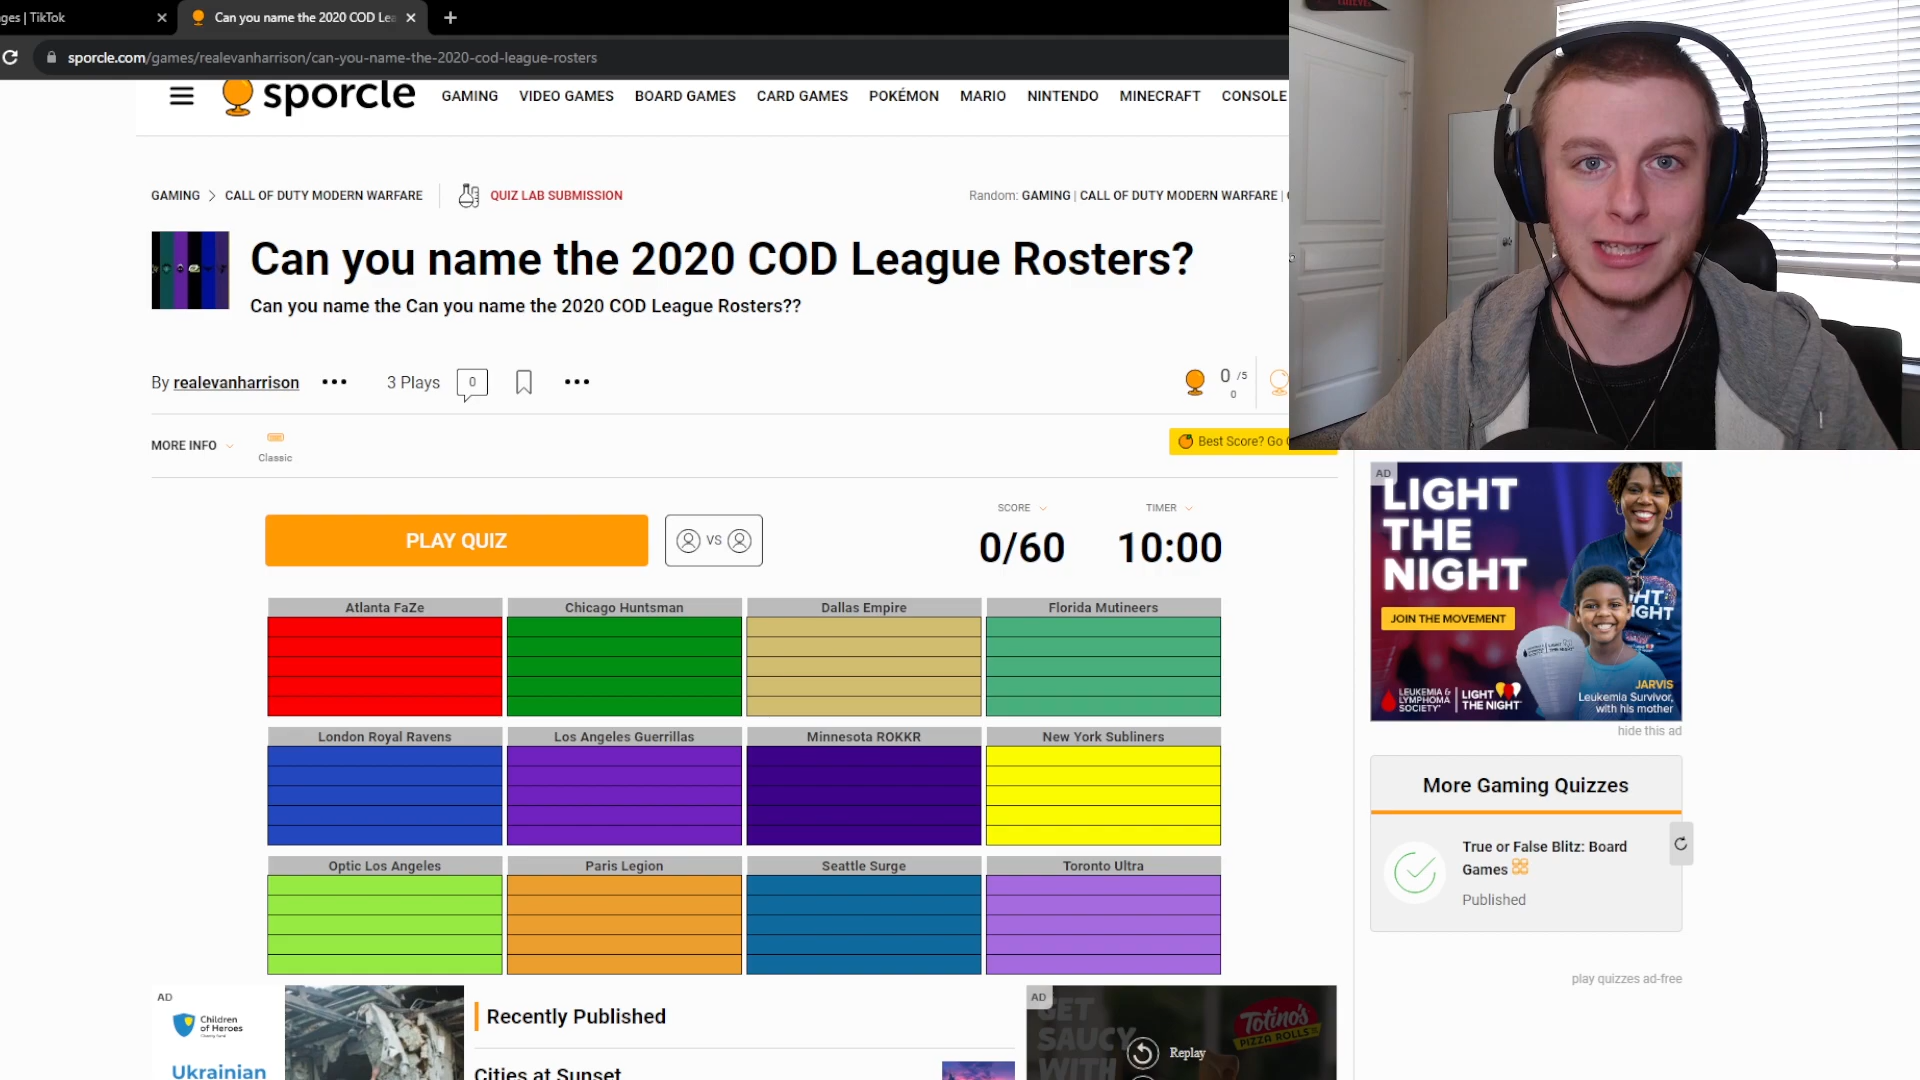 ges | TikTok
Can you name the 2020 COD Lea
sporcle.com/games/realevanharrison/can-you-name-the-2020-cod-league-rosters
sporcle
GAMING VIDEO GAMES BOARD GAMES CARD GAMES POKÉMON MARIO NINTENDO MINECRAFT CONSOLE
GAMING > CALL OF DUTY MODERN WARFARE
QUIZ LAB SUBMISSION
Random: GAMING | CALL OF DUTY MODERN WARFARE |
Can you name the 2020 COD League Rosters?
Can you name the Can you name the 2020 COD League Rosters??
By realevanharrison
3 Plays
0
0 /5
0
MORE INFO
Classic
Best Score? Go
PLAY QUIZ
VS
SCORE
0/60
TIMER
10:00
Atlanta FaZe
Chicago Huntsman
Dallas Empire
Florida Mutineers
London Royal Ravens
Los Angeles Guerrillas
Minnesota ROKKR
New York Subliners
Optic Los Angeles
Paris Legion
Seattle Surge
Toronto Ultra
AD
LIGHT
THE
NIGHT
JOIN THE MOVEMENT
LEUKEMIA &
LYMPHOMA
SOCIETY
LIGHT
THE NIGHT
JARVIS
Leukemia Survivor,
with his mother
hide this ad
More Gaming Quizzes
True or False Blitz: Board
Games
Published
play quizzes ad-free
AD
Children
of Heroes
Ukrainian
Recently Published
Cities at Sunset
AD
GET
SAUCY
WITH
Totino's
PIZZA ROLLS
Replay